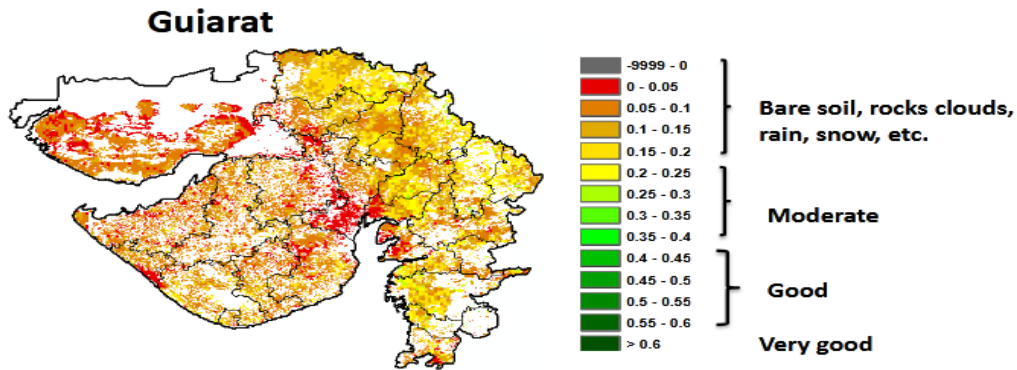 Gujarat
-9999 - 0
0 - 0.05
0.05 - 0.1
0.1 - 0.15
0.15 - 0.2
0.2 - 0.25
0.25 - 0.3
0.3 - 0.35
0.35 - 0.4
0.4 - 0.45
0.45 - 0.5
0.5 - 0.55
0.55 - 0.6
> 0.6
Bare soil, rocks clouds,
rain, snow, etc.
Moderate
Good
Very good